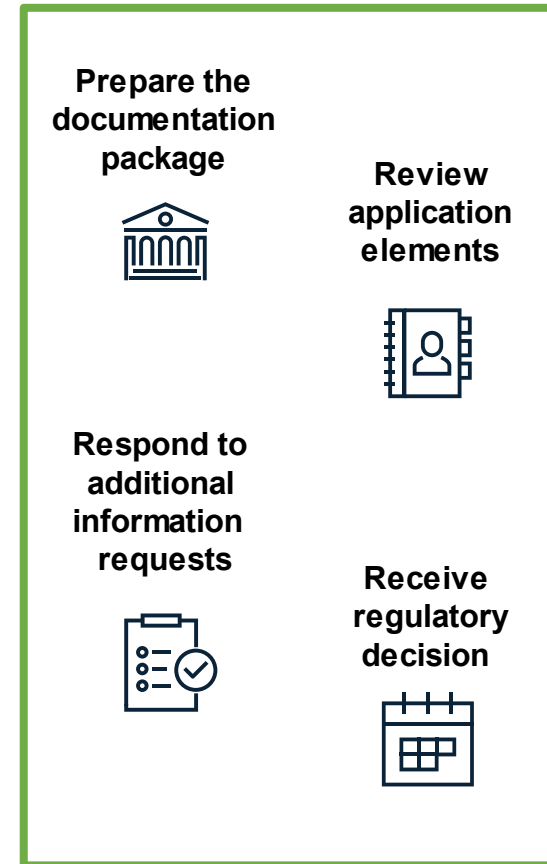 Prepare the
documentation
package
Review
application
elements
Respond to
additional
information
requests
Receive
regulatory
decision